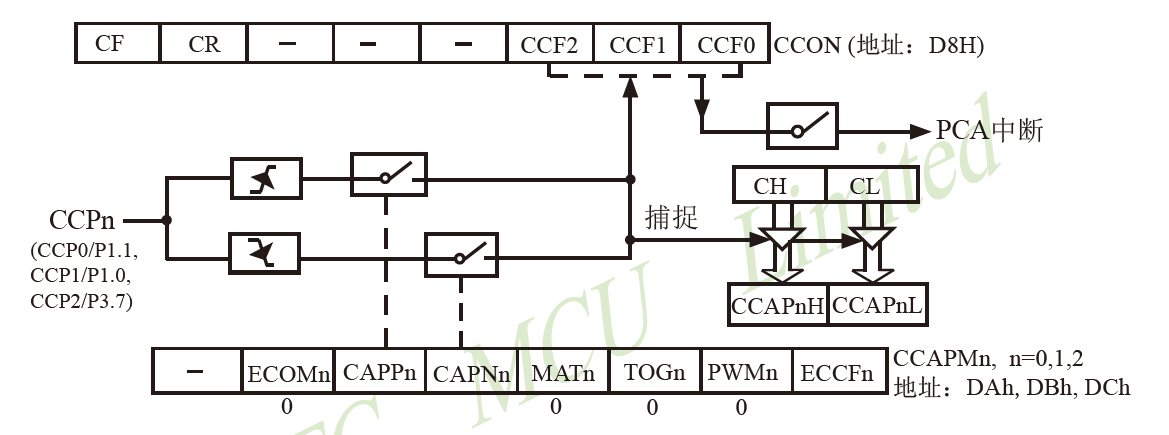 CF CR – – – CCF2 CCF1 CCF0 CCON (地址：D8H)
PCA中断
CH CL
CCPn
捕捉
(CCP0/P1.1,
CCP1/P1.0,
CCP2/P3.7)
CCAPnH CCAPnL
– ECOMn CAPPn CAPNn MATn TOGn PWMn ECCFn
CCAPMn, n=0,1,2
地址：DAh, DBh, DCh
0 0 0 0
MCU Limited